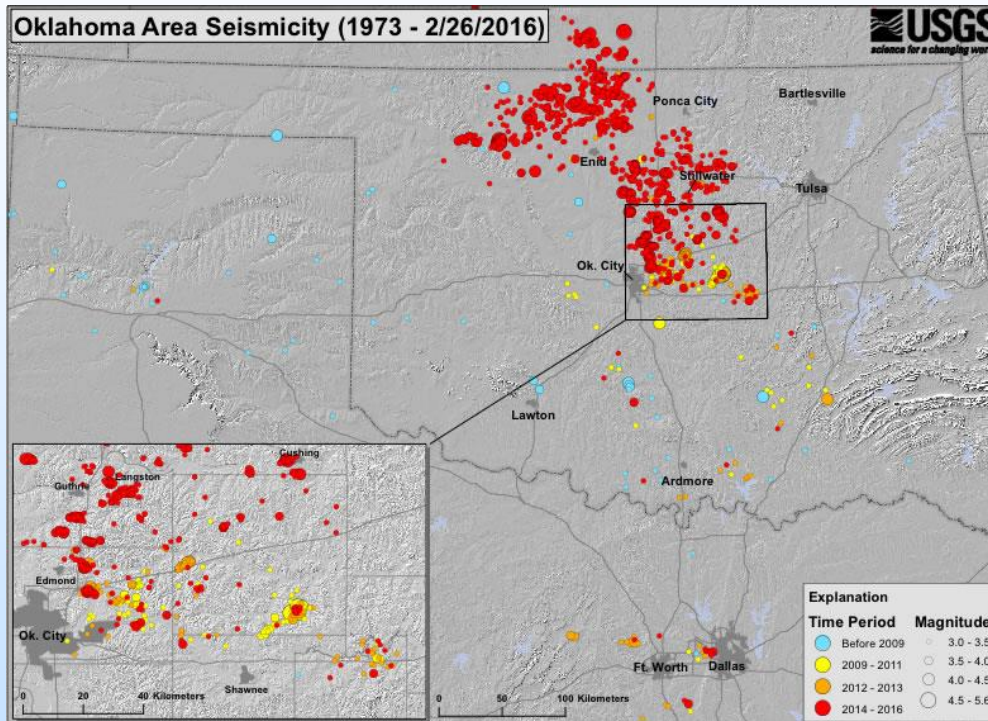 Oklahoma Area Seismicity (1973 - 2/26/2016)
USGS
science for a changing wor
Ponca City
Bartlesville
Enid
Stillwater
Tulsa
Ok. City
Lawton
Ardmore
Cushing
Guthrie
Langston
Edmond
Ok. City
Shawnee
0 20 40 Kilometers
0 50 100 Kilometers
Ft. Worth
Dallas
Explanation
Time Period Magnitude
Before 2009 3.0 - 3.5
2009 - 2011 3.5 - 4.0
2012 - 2013 4.0 - 4.5
2014 - 2016 4.5 - 5.6